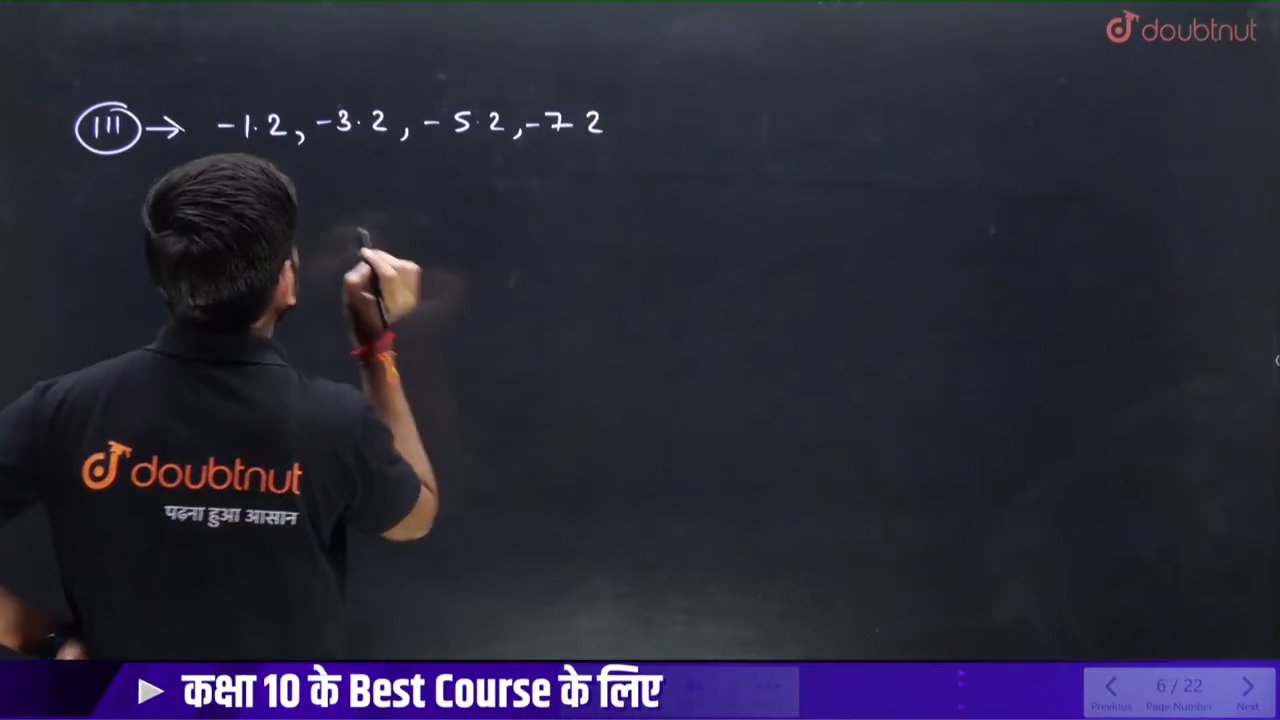 doubtnut
III → -1.2, -3.2, -5.2, -7.2
doubtnut
पढ़ना हुआ आसान
कक्षा 10 के Best Course के लिए
6 / 22
Previous Page Number Next